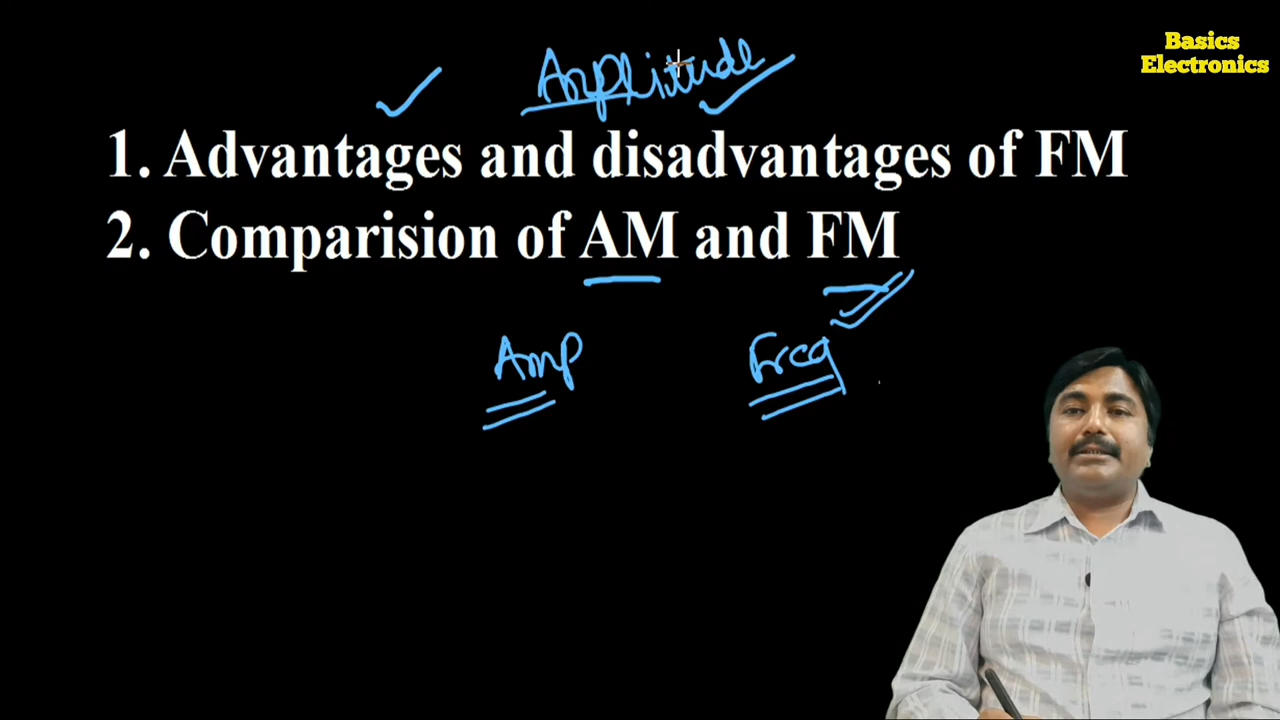 Basics
Electronics
Amplitude
1. Advantages and disadvantages of FM
2. Comparision of AM and FM
Amp
Freq